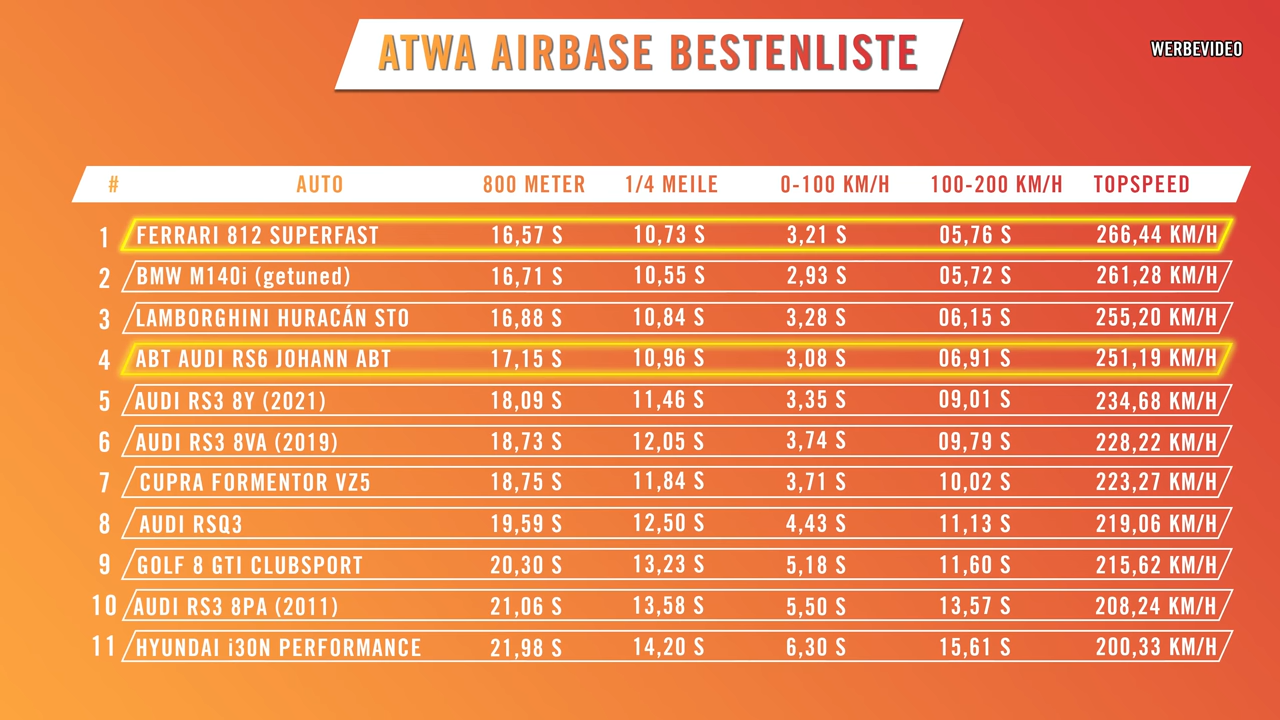 ATWA AIRBASE BESTENLISTE
WERBEVIDEO
# AUTO 800 METER 1/4 MEILE 0-100 KM/H 100-200 KM/H TOPSPEED
1 FERRARI 812 SUPERFAST 16,57 S 10,73 S 3,21 S 05,76 S 266,44 KM/H
2 BMW M140i (getuned) 16,71 S 10,55 S 2,93 S 05,72 S 261,28 KM/H
3 LAMBORGHINI HURACÁN STO 16,88 S 10,84 S 3,28 S 06,15 S 255,20 KM/H
4 ABT AUDI RS6 JOHANN ABT 17,15 S 10,96 S 3,08 S 06,91 S 251,19 KM/H
5 AUDI RS3 8Y (2021) 18,09 S 11,46 S 3,35 S 09,01 S 234,68 KM/H
6 AUDI RS3 8VA (2019) 18,73 S 12,05 S 3,74 S 09,79 S 228,22 KM/H
7 CUPRA FORMENTOR VZ5 18,75 S 11,84 S 3,71 S 10,02 S 223,27 KM/H
8 AUDI RSQ3 19,59 S 12,50 S 4,43 S 11,13 S 219,06 KM/H
9 GOLF 8 GTI CLUBSPORT 20,30 S 13,23 S 5,18 S 11,60 S 215,62 KM/H
10 AUDI RS3 8PA (2011) 21,06 S 13,58 S 5,50 S 13,57 S 208,24 KM/H
11 HYUNDAI i30N PERFORMANCE 21,98 S 14,20 S 6,30 S 15,61 S 200,33 KM/H